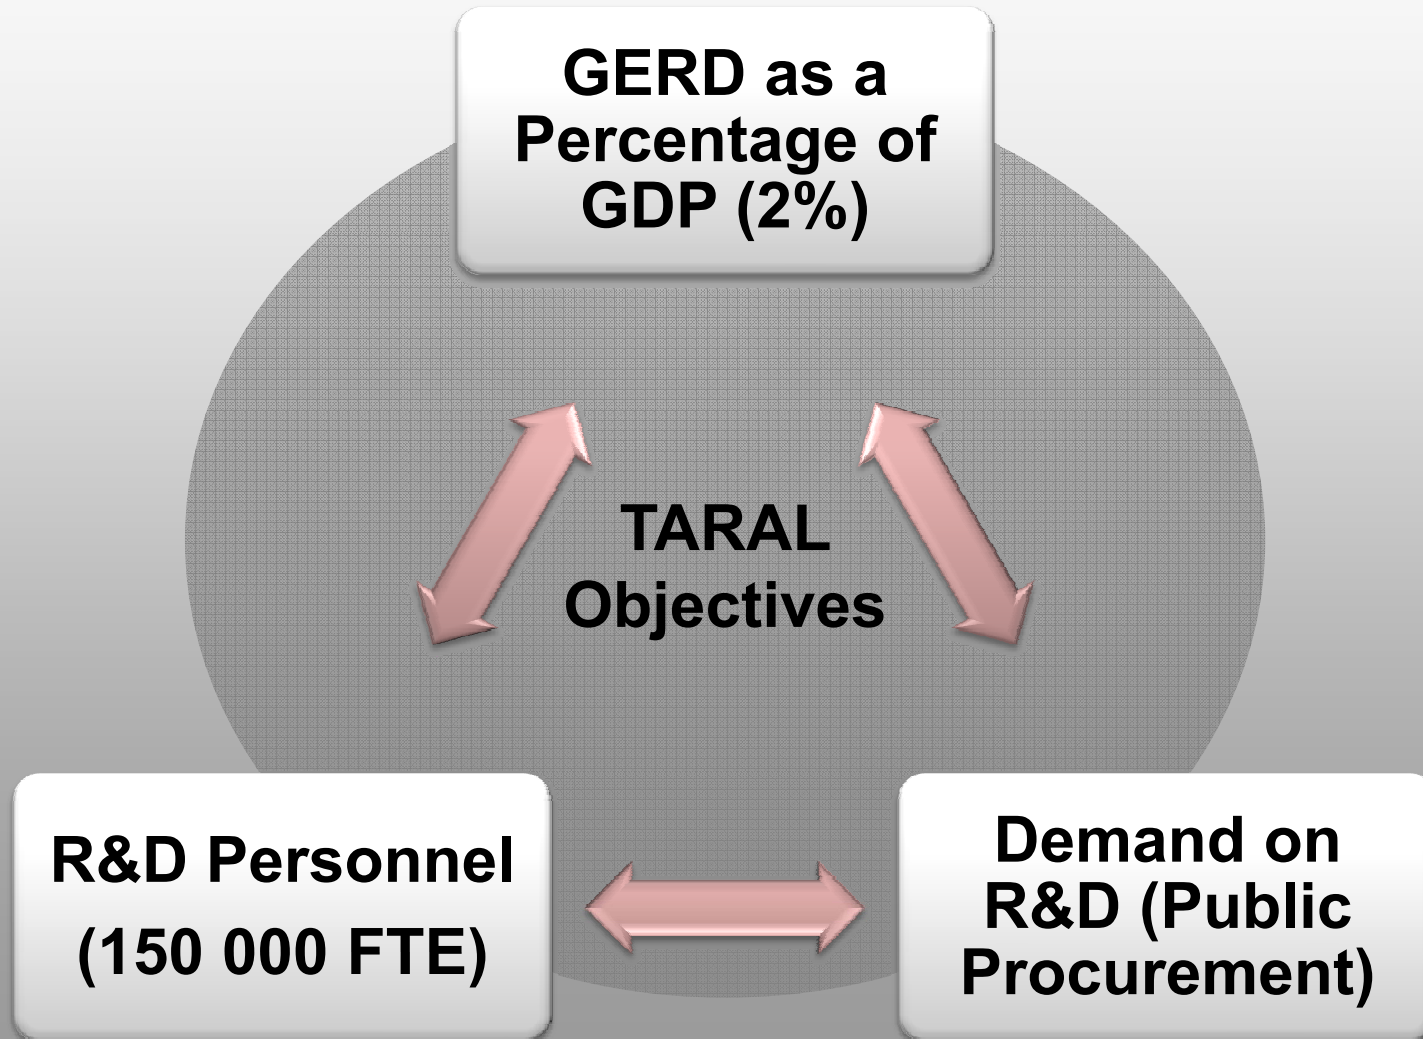 GERD as a
Percentage of
GDP (2%)
TARAL
Objectives
R&D Personnel
(150 000 FTE)
Demand on
R&D (Public
Procurement)